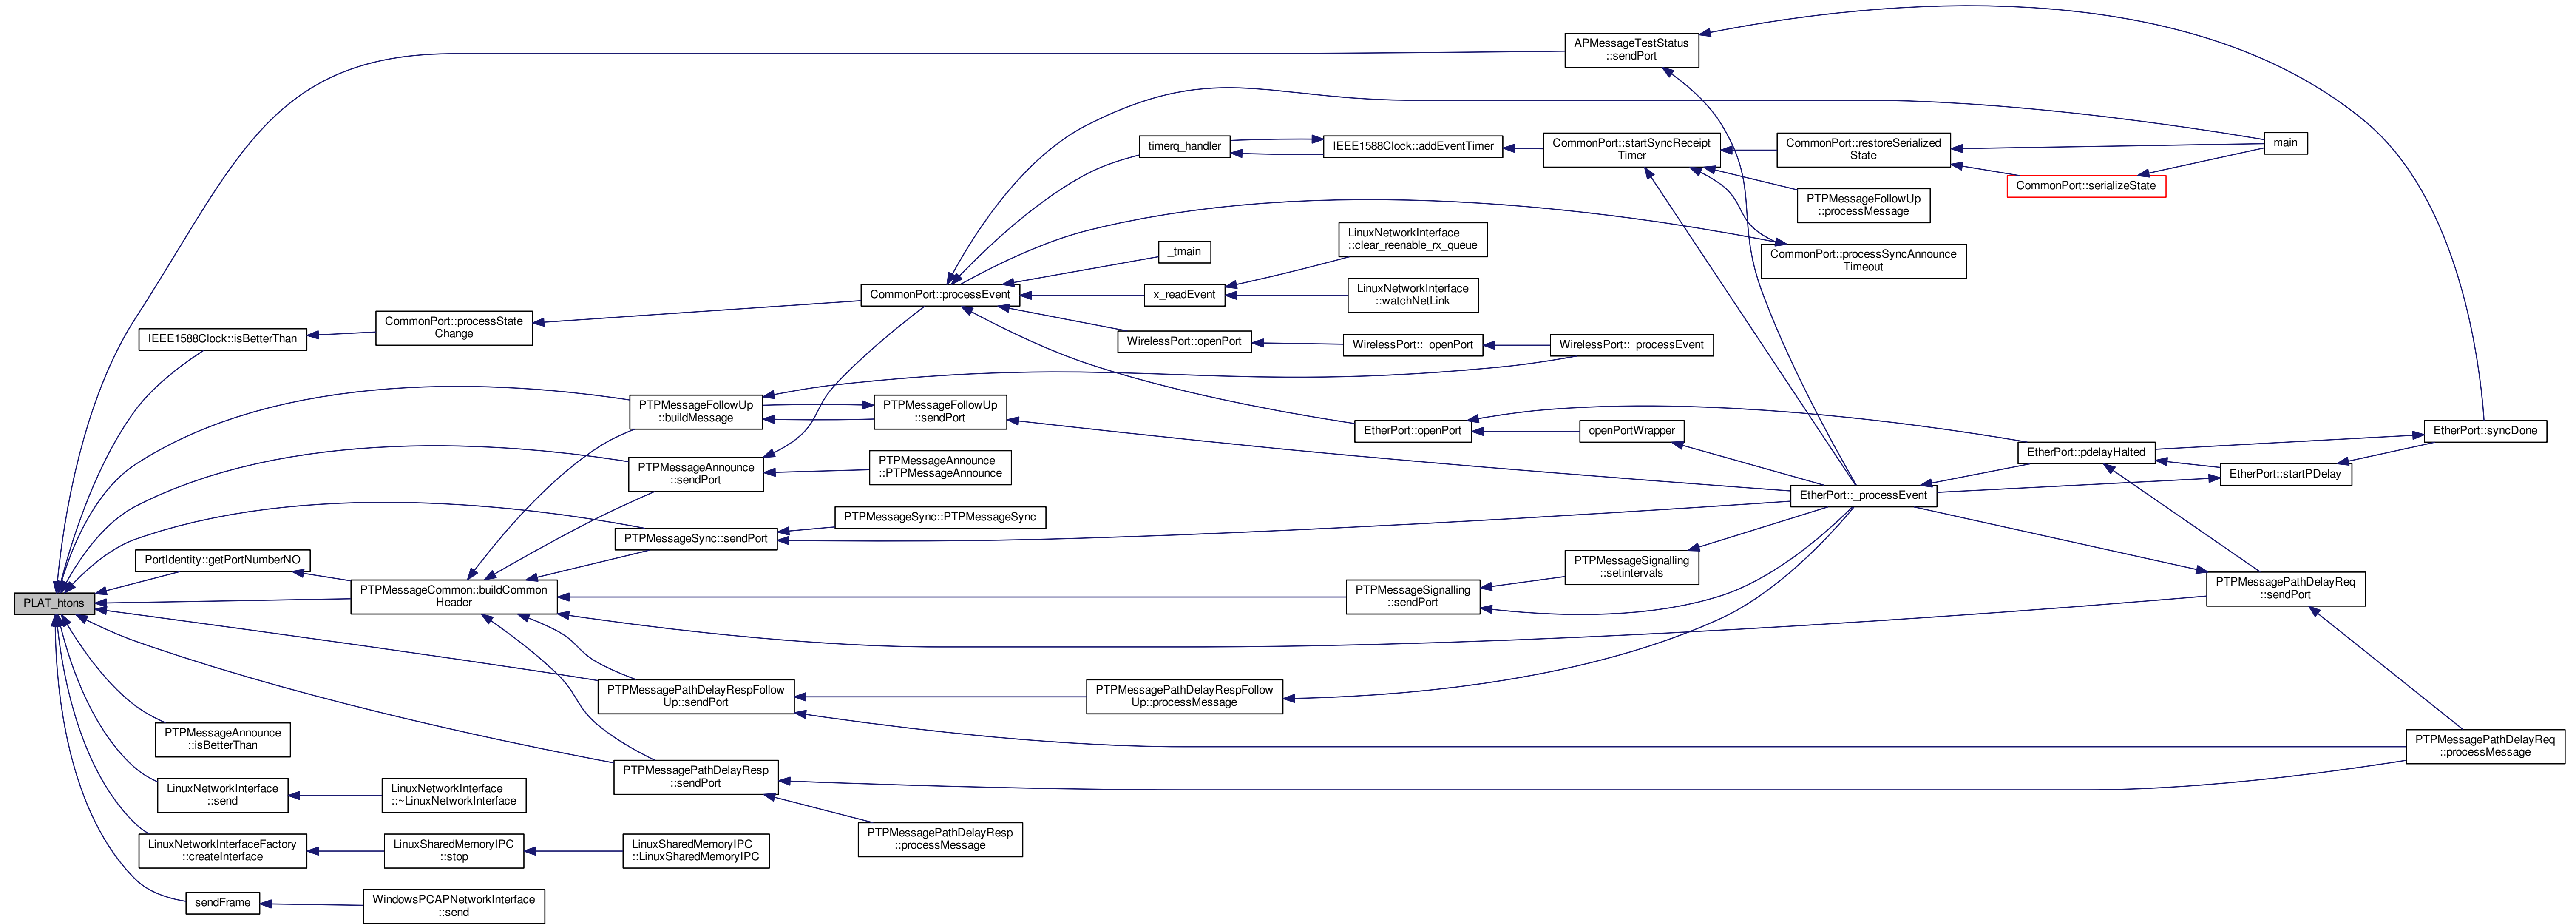 APMessageTestStatus
::sendPort
timerq_handler
IEEE1588Clock::addEventTimer
CommonPort::startSyncReceipt
Timer
CommonPort::restoreSerialized
State
main
CommonPort::serializeState
PTPMessageFollowUp
::processMessage
LinuxNetworkInterface
::clear_reenable_rx_queue
_tmain
CommonPort::processSyncAnnounce
Timeout
CommonPort::processEvent
x_readEvent
LinuxNetworkInterface
::watchNetLink
CommonPort::processState
Change
IEEE1588Clock::isBetterThan
WirelessPort::openPort
WirelessPort::_openPort
WirelessPort::_processEvent
PTPMessageFollowUp
::buildMessage
PTPMessageFollowUp
::sendPort
EtherPort::openPort
openPortWrapper
EtherPort::syncDone
EtherPort::pdelayHalted
PTPMessageAnnounce
::sendPort
PTPMessageAnnounce
::PTPMessageAnnounce
EtherPort::startPDelay
EtherPort::_processEvent
PTPMessageSync::PTPMessageSync
PTPMessageSync::sendPort
PortIdentity::getPortNumberNO
PTPMessageSignalling
::setintervals
PLAT_htons
PTPMessageCommon::buildCommon
Header
PTPMessageSignalling
::sendPort
PTPMessagePathDelayReq
::sendPort
PTPMessagePathDelayRespFollow
Up::sendPort
PTPMessagePathDelayRespFollow
Up::processMessage
PTPMessageAnnounce
::isBetterThan
PTPMessagePathDelayReq
::processMessage
PTPMessagePathDelayResp
::sendPort
LinuxNetworkInterface
::send
LinuxNetworkInterface
::~LinuxNetworkInterface
PTPMessagePathDelayResp
::processMessage
LinuxNetworkInterfaceFactory
::createInterface
LinuxSharedMemoryIPC
::stop
LinuxSharedMemoryIPC
::LinuxSharedMemoryIPC
sendFrame
WindowsPCAPNetworkInterface
::send